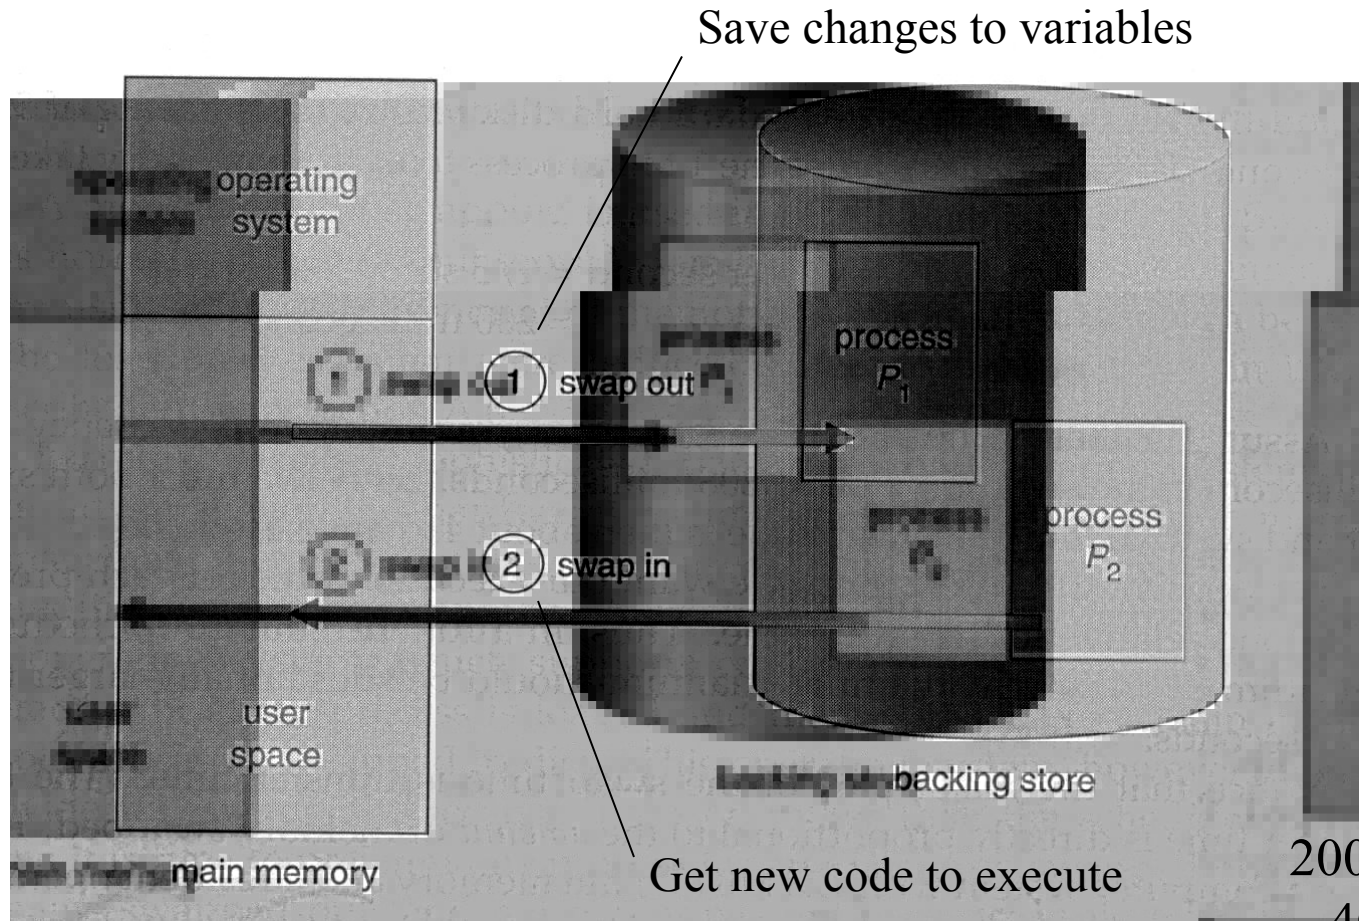 Save changes to variables
operating
system
process
P1
1 swap out
process
P2
2 swap in
user
space
backing store
main memory
Get new code to execute
200